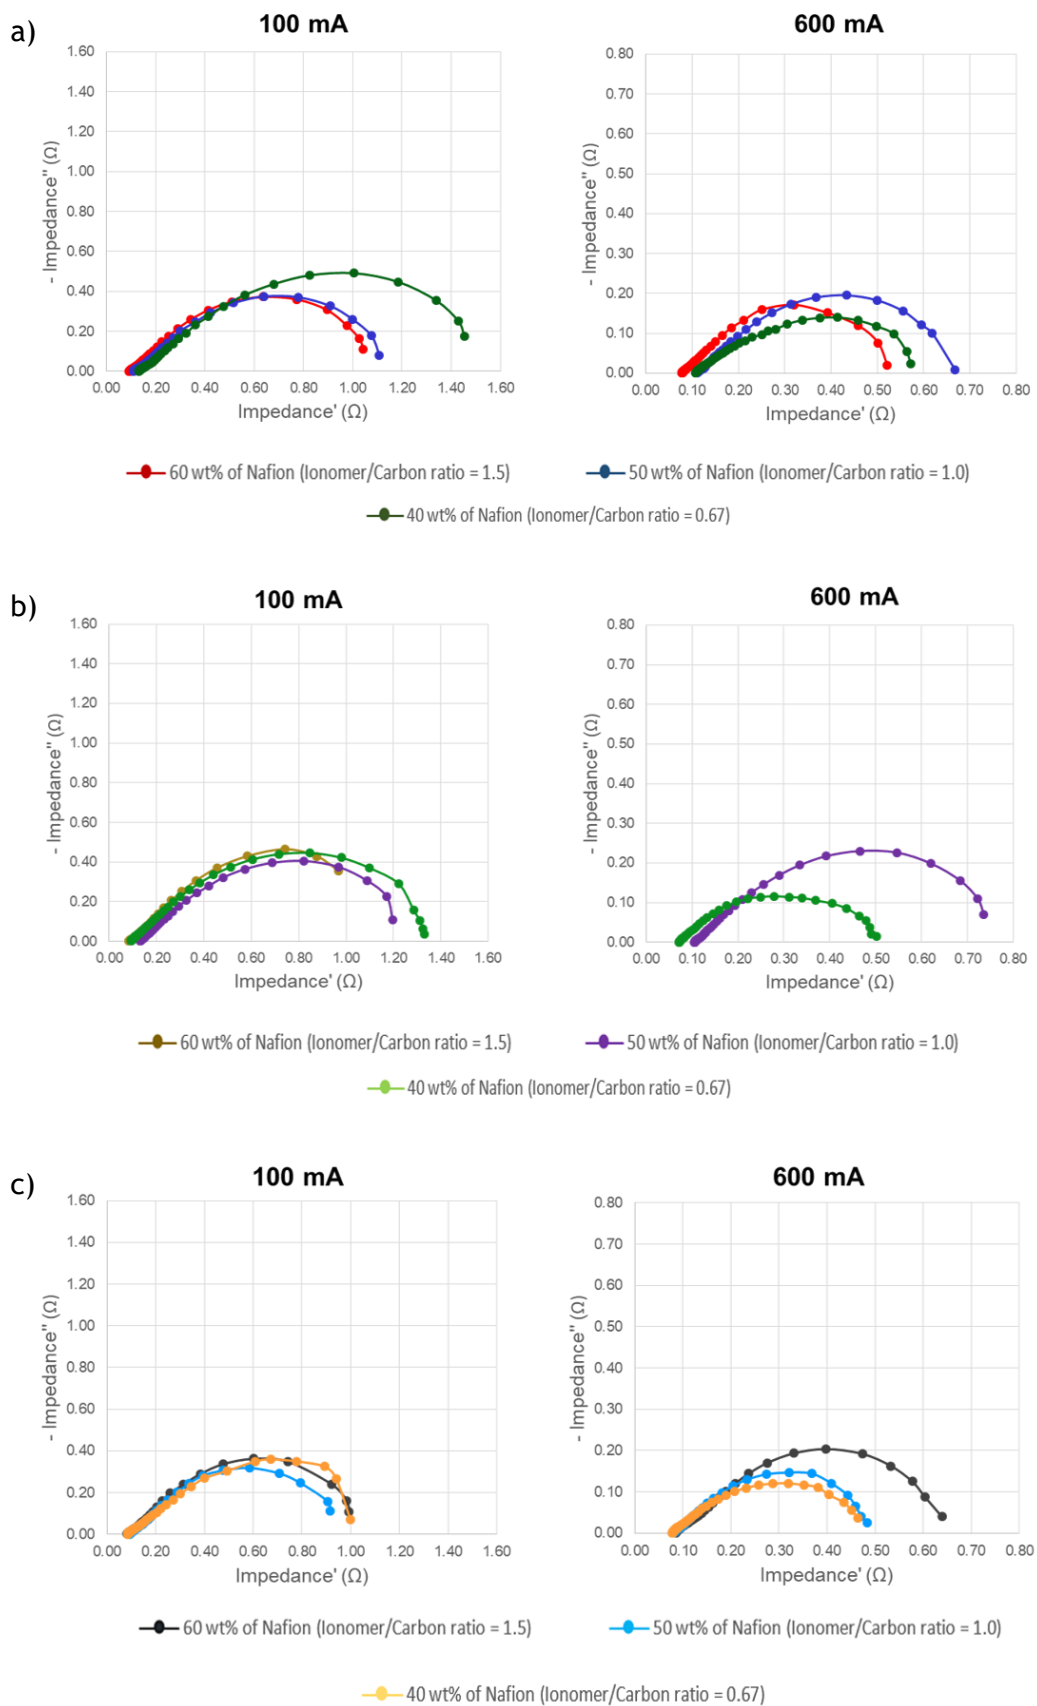 a)
100 mA
600 mA
1.60
1.40
1.20
1.00
0.80
0.60
0.40
0.20
0.00
- Impedance'' (Ω)
0.00 0.20 0.40 0.60 0.80 1.00 1.20 1.40 1.60
Impedance' (Ω)
0.80
0.70
0.60
0.50
0.40
0.30
0.20
0.10
0.00
- Impedance'' (Ω)
0.00 0.10 0.20 0.30 0.40 0.50 0.60 0.70 0.80
Impedance' (Ω)
60 wt% of Nafion (Ionomer/Carbon ratio = 1.5)
50 wt% of Nafion (Ionomer/Carbon ratio = 1.0)
40 wt% of Nafion (Ionomer/Carbon ratio = 0.67)
b)
100 mA
600 mA
1.60
1.40
1.20
1.00
0.80
0.60
0.40
0.20
0.00
- Impedance'' (Ω)
0.00 0.20 0.40 0.60 0.80 1.00 1.20 1.40 1.60
Impedance' (Ω)
0.80
0.70
0.60
0.50
0.40
0.30
0.20
0.10
0.00
- Impedance'' (Ω)
0.00 0.10 0.20 0.30 0.40 0.50 0.60 0.70 0.80
Impedance' (Ω)
60 wt% of Nafion (Ionomer/Carbon ratio = 1.5)
50 wt% of Nafion (Ionomer/Carbon ratio = 1.0)
40 wt% of Nafion (Ionomer/Carbon ratio = 0.67)
c)
100 mA
600 mA
1.60
1.40
1.20
1.00
0.80
0.60
0.40
0.20
0.00
- Impedance'' (Ω)
0.00 0.20 0.40 0.60 0.80 1.00 1.20 1.40 1.60
Impedance' (Ω)
0.80
0.70
0.60
0.50
0.40
0.30
0.20
0.10
0.00
- Impedance'' (Ω)
0.00 0.10 0.20 0.30 0.40 0.50 0.60 0.70 0.80
Impedance' (Ω)
60 wt% of Nafion (Ionomer/Carbon ratio = 1.5)
50 wt% of Nafion (Ionomer/Carbon ratio = 1.0)
40 wt% of Nafion (Ionomer/Carbon ratio = 0.67)